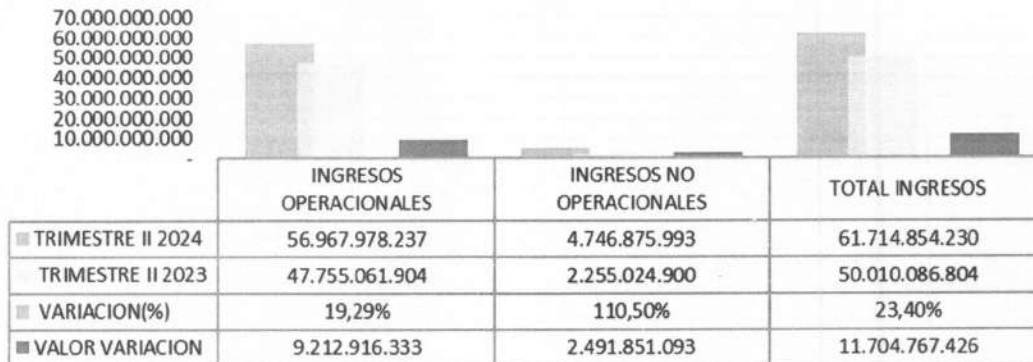 70.000.000.000
60.000.000.000
50.000.000.000
40.000.000.000
30.000.000.000
20.000.000.000
10.000.000.000
-
INGRESOS OPERACIONALES INGRESOS NO OPERACIONALES TOTAL INGRESOS
TRIMESTRE II 2024 56.967.978.237 4.746.875.993 61.714.854.230
TRIMESTRE II 2023 47.755.061.904 2.255.024.900 50.010.086.804
VARIACION(%) 19,29% 110,50% 23,40%
VALOR VARIACION 9.212.916.333 2.491.851.093 11.704.767.426